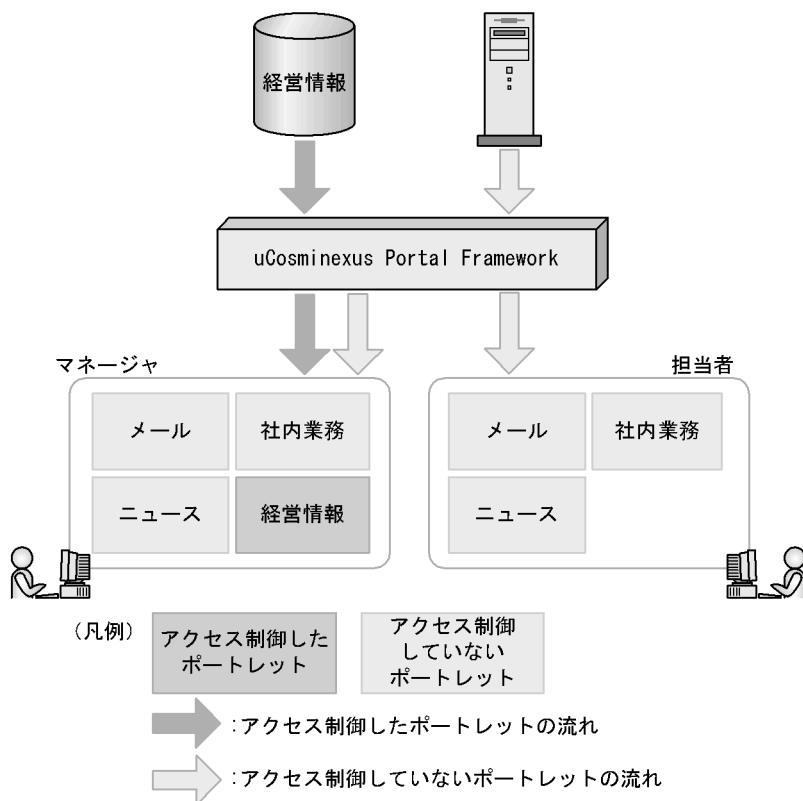 経営情報
uCosminexus Portal Framework
マネージャ
担当者
メール
社内業務
メール
社内業務
ニュース
経営情報
ニュース
（凡例）
アクセス制御した
ポートレット
アクセス制御
していない
ポートレット
：アクセス制御したポートレットの流れ
：アクセス制御していないポートレットの流れ